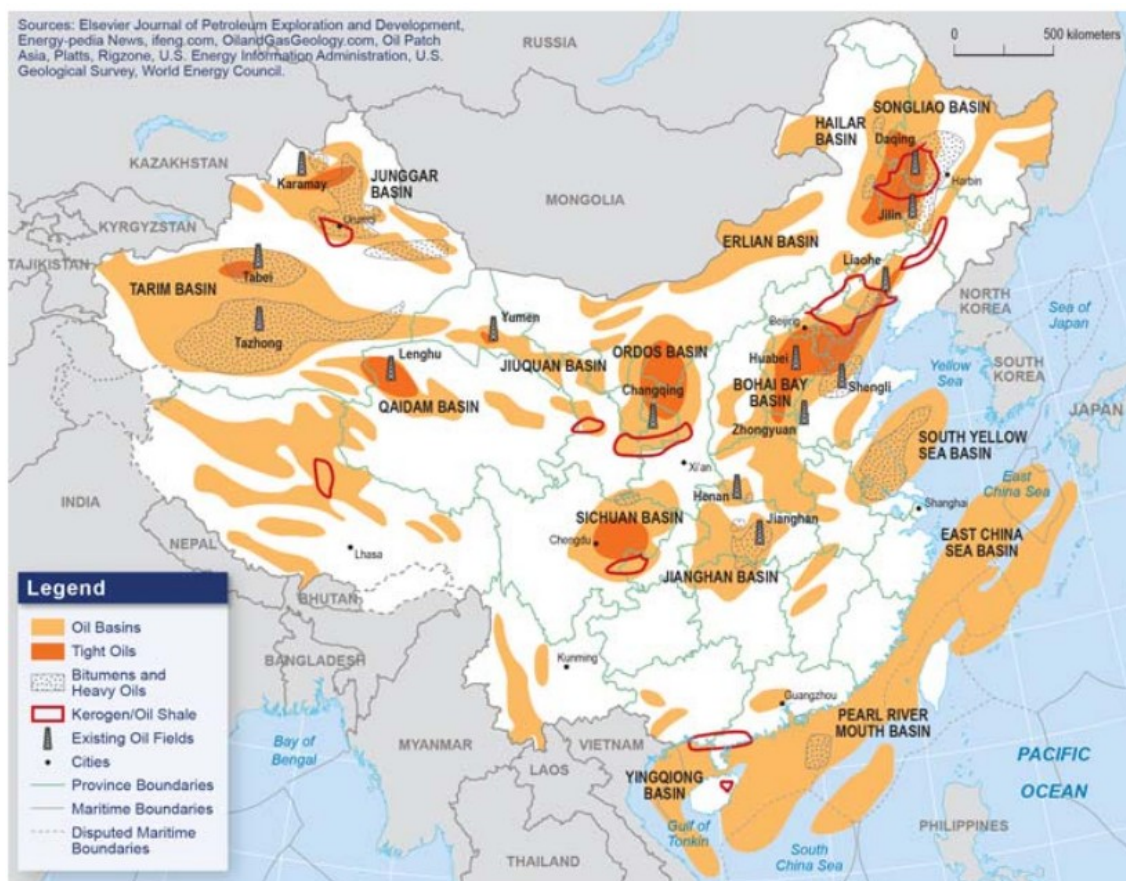 Sources: Elsevier Journal of Petroleum Exploration and Development,
Energy-pedia News, ifeng.com, OilandGasGeology.com, Oil Patch
Asia, Platts, Rigzone, U.S. Energy Information Administration, U.S.
Geological Survey, World Energy Council.
RUSSIA
0
500 kilometers
SONGLIAO BASIN
HAILAR
BASIN
Daqing
Harbin
Jilin
KAZAKHSTAN
Karamay
JUNGGAR
BASIN
Urumqi
MONGOLIA
KYRGYZSTAN
TAJIKISTAN
ERLIAN BASIN
Liaohe
Tabei
TARIM BASIN
Tazhong
NORTH
KOREA
Sea of
Japan
Yumen
Beijing
Lenghu
JIUQUAN BASIN
ORDOS BASIN
Changqing
Huabei
BOHAI BAY
BASIN
Shengli
Yellow
Sea
SOUTH
KOREA
JAPAN
QAIDAM BASIN
Zhongyuan
SOUTH YELLOW
SEA BASIN
Xi'an
INDIA
Henan
East
China Sea
Shanghai
SICHUAN BASIN
Jianghan
Chengdu
EAST CHINA
SEA BASIN
NEPAL
Lhasa
JIANGHAN BASIN
BHUTAN
BANGLADESH
Kunming
Guangzhou
PEARL RIVER
MOUTH BASIN
Bay of
Bengal
MYANMAR
VIETNAM
LAOS
YINGQIONG
BASIN
PACIFIC
OCEAN
Gulf of
Tonkin
South
China Sea
PHILIPPINES
THAILAND
Legend
Oil Basins
Tight Oils
Bitumens and
Heavy Oils
Kerogen/Oil Shale
Existing Oil Fields
Cities
Province Boundaries
Maritime Boundaries
Disputed Maritime
Boundaries